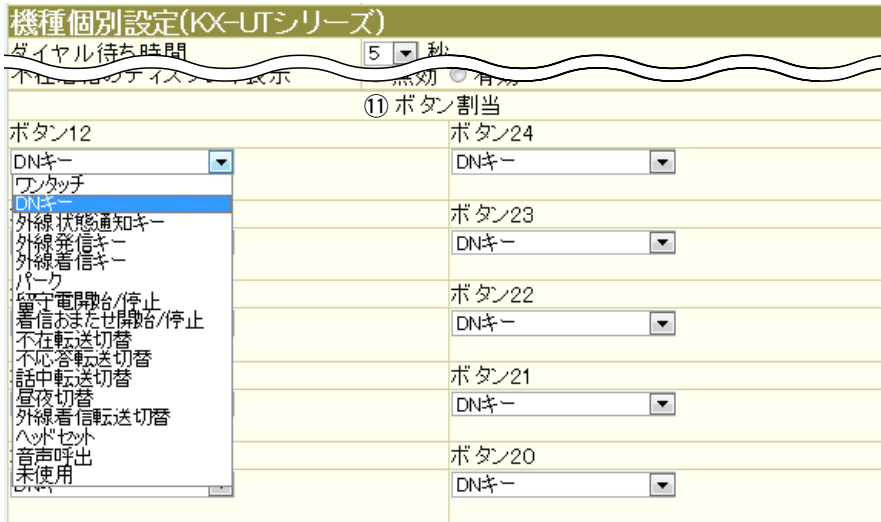 機種個別設定(KX-UTシリーズ)
ダイヤル待ち時間 5 秒
⑪ ボタン割当
ボタン12 ボタン24
DNキー DNキー
ワンタッチ
DNキー
外線状態通知キー ボタン23
外線発信キー DNキー
外線着信キー
パーク
留守電開始/停止 ボタン22
着信おまたせ開始/停止 DNキー
不在転送切替
不応答転送切替
話中転送切替 ボタン21
昼夜切替 DNキー
外線着信転送切替
ヘッドセット
音声呼出 ボタン20
未使用
DNキー DNキー